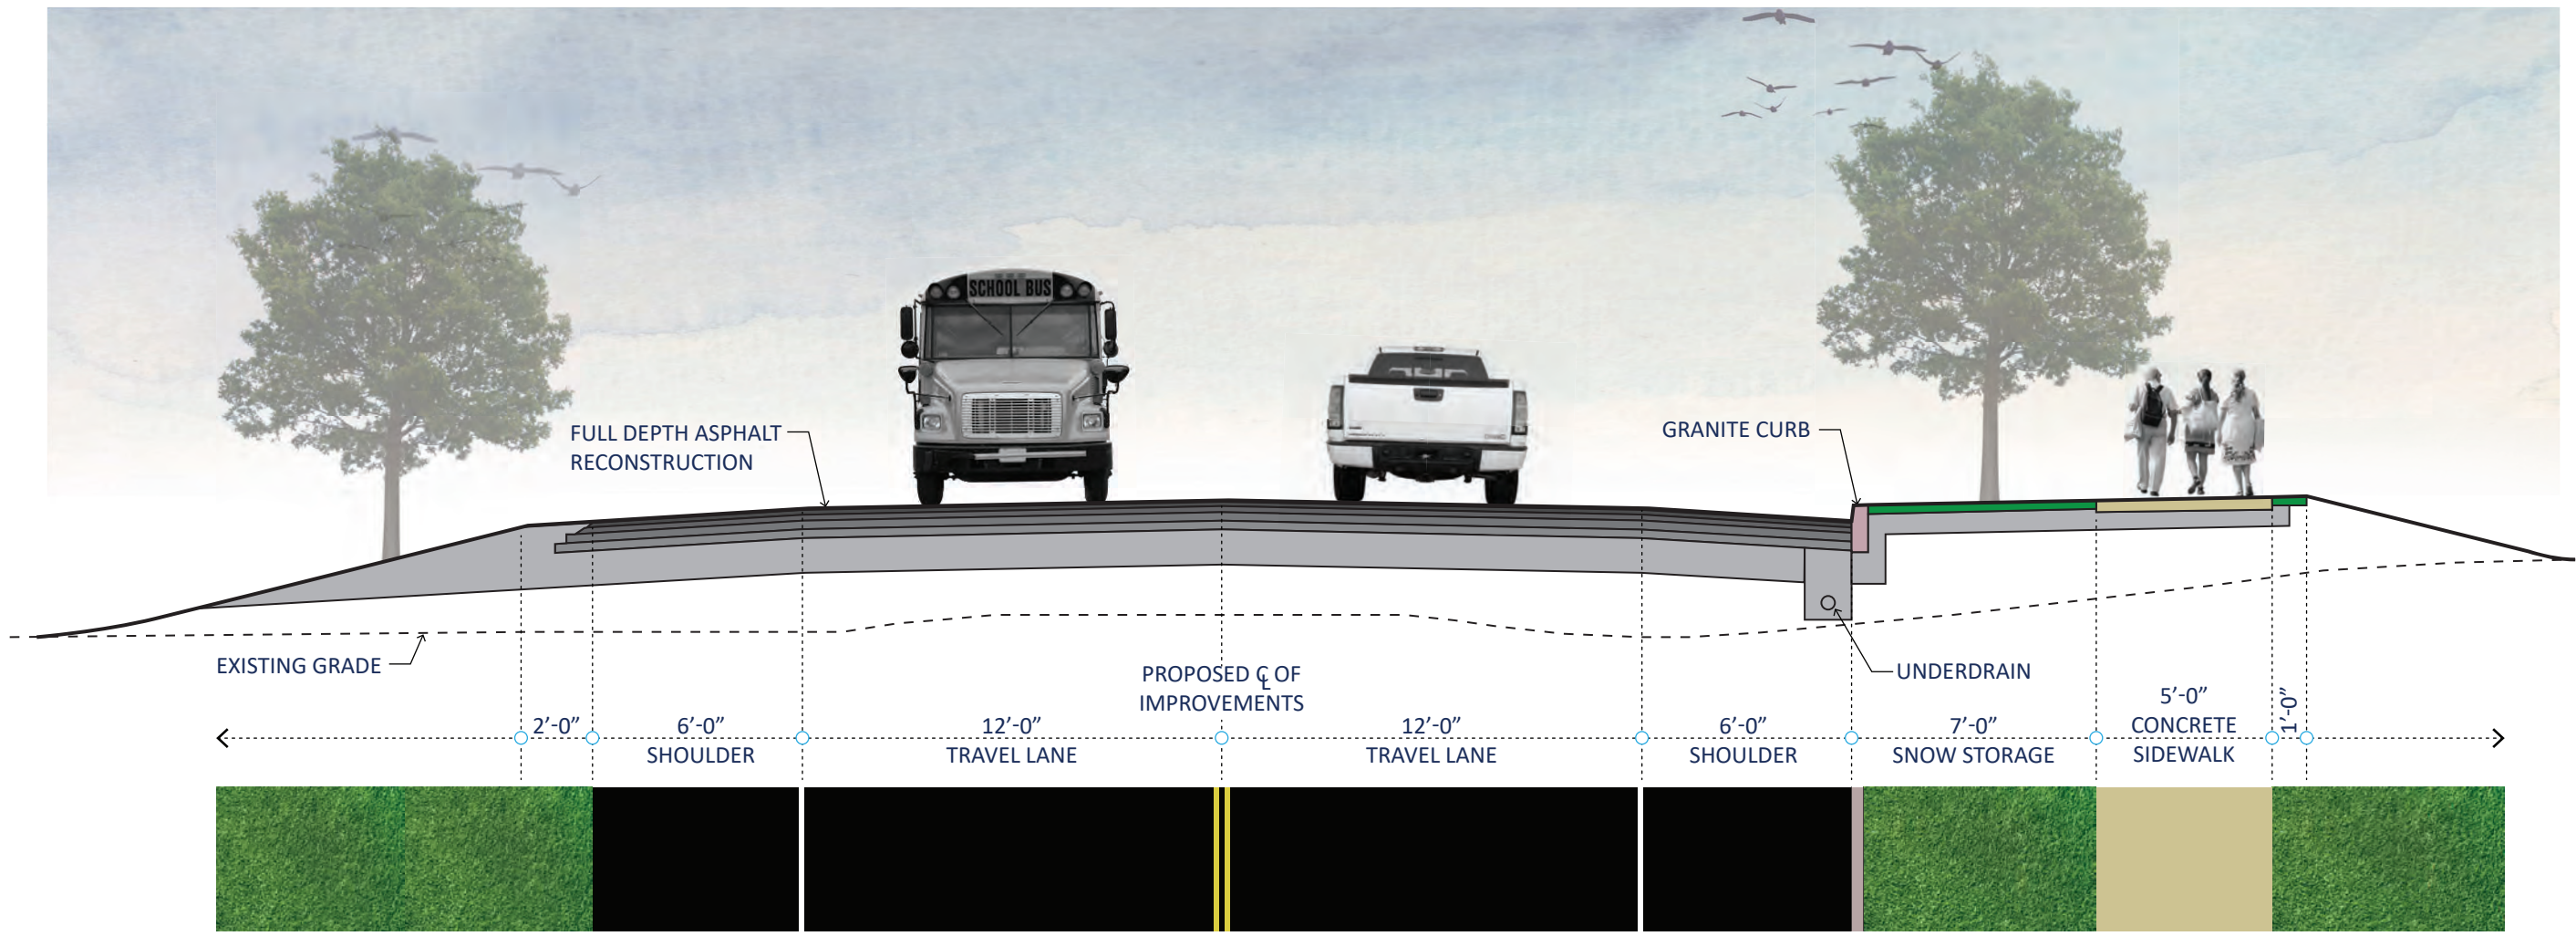 SCHOOL BUS
FULL DEPTH ASPHALT
RECONSTRUCTION
GRANITE CURB
EXISTING GRADE
PROPOSED ℄ OF
IMPROVEMENTS
UNDERDRAIN
2’-0”
6’-0”
SHOULDER
12’-0”
TRAVEL LANE
12’-0”
TRAVEL LANE
6’-0”
SHOULDER
7’-0”
SNOW STORAGE
5’-0”
CONCRETE
SIDEWALK
1’-0”